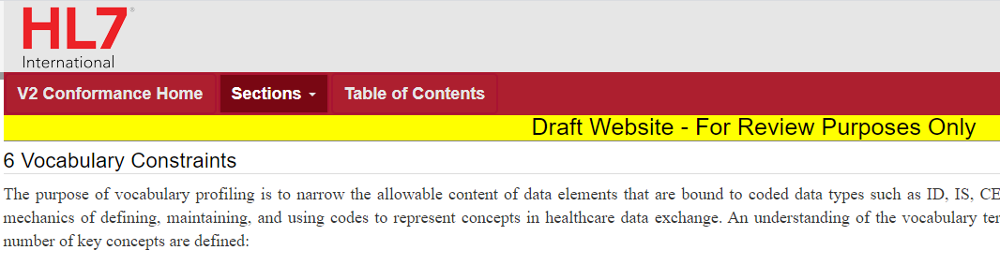 HL7®
International
V2 Conformance Home Sections Table of Contents
Draft Website - For Review Purposes Only
6 Vocabulary Constraints
The purpose of vocabulary profiling is to narrow the allowable content of data elements that are bound to coded data types such as ID, IS, CE
mechanics of defining, maintaining, and using codes to represent concepts in healthcare data exchange. An understanding of the vocabulary
number of key concepts are defined: